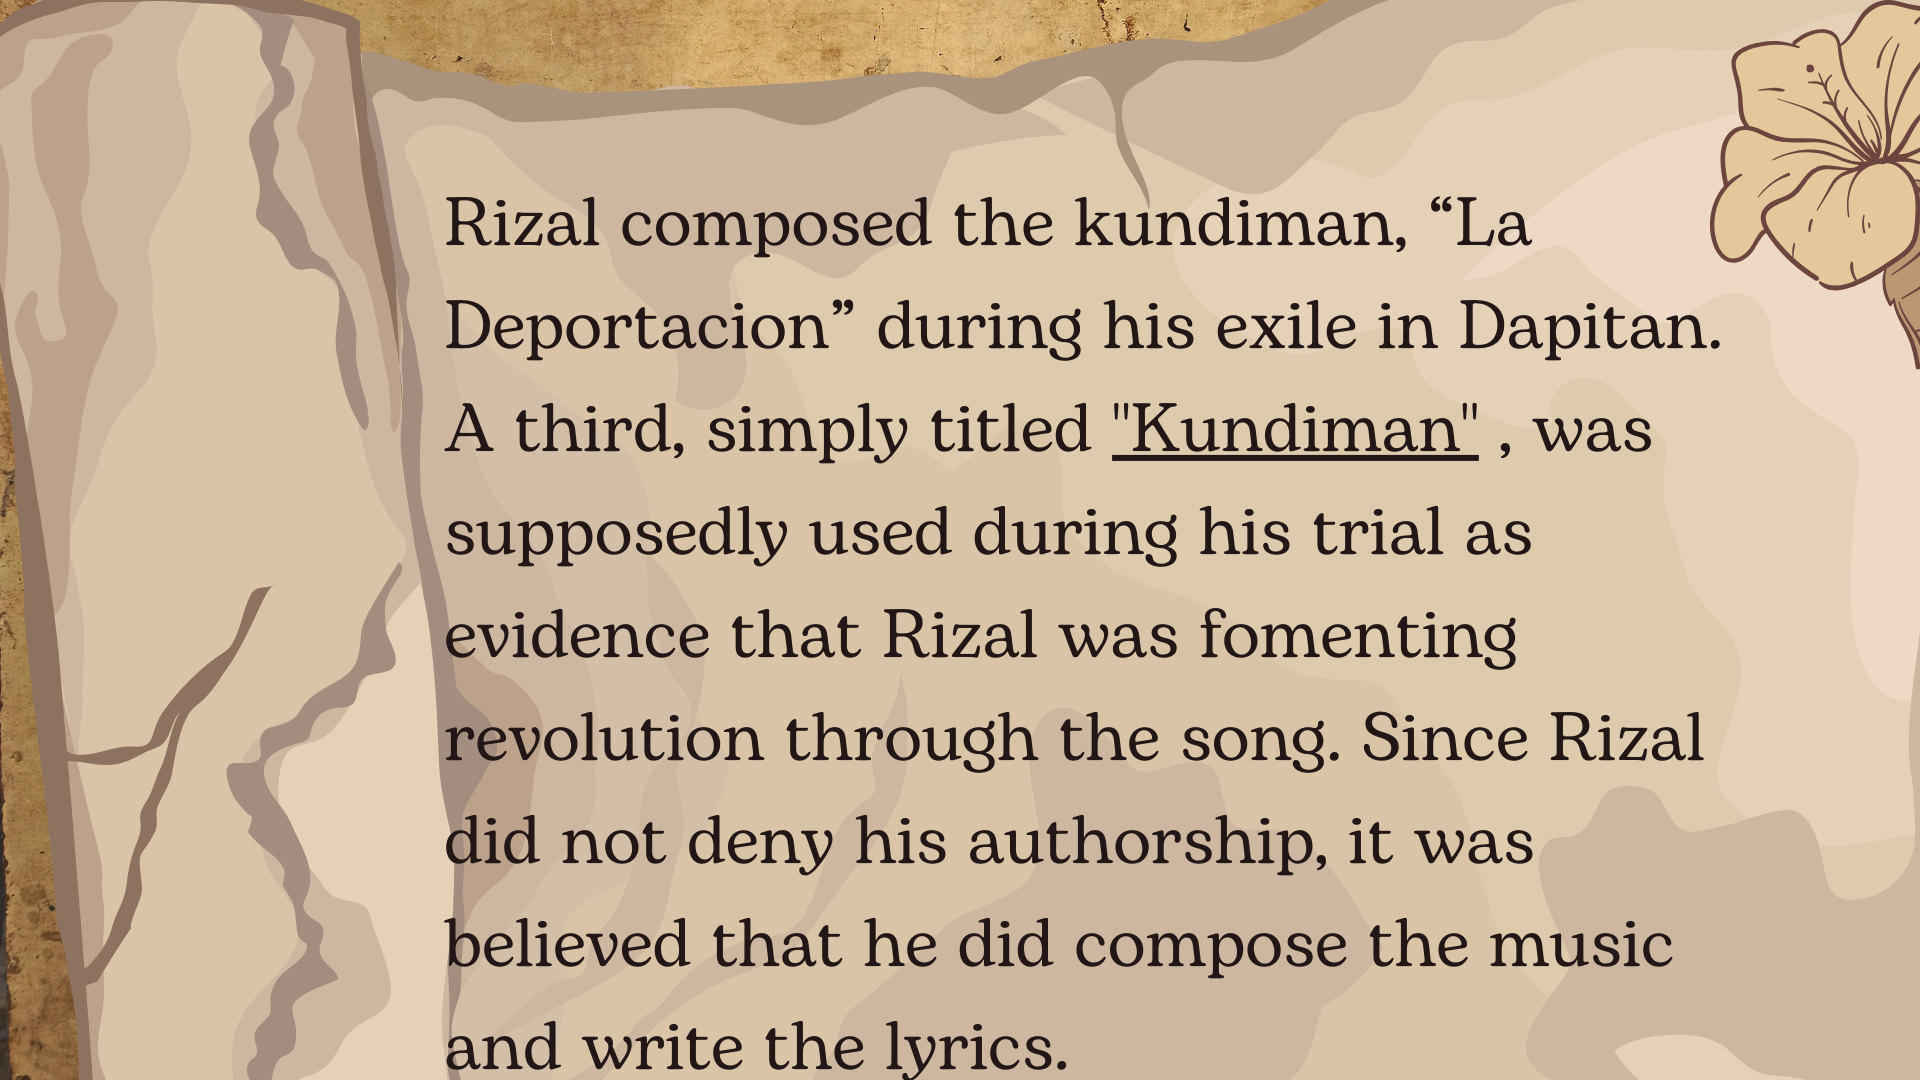 Rizal composed the kundiman, “La
Deportacion” during his exile in Dapitan.
A third, simply titled "Kundiman" , was
supposedly used during his trial as
evidence that Rizal was fomenting
revolution through the song. Since Rizal
did not deny his authorship, it was
believed that he did compose the music
and write the lyrics.